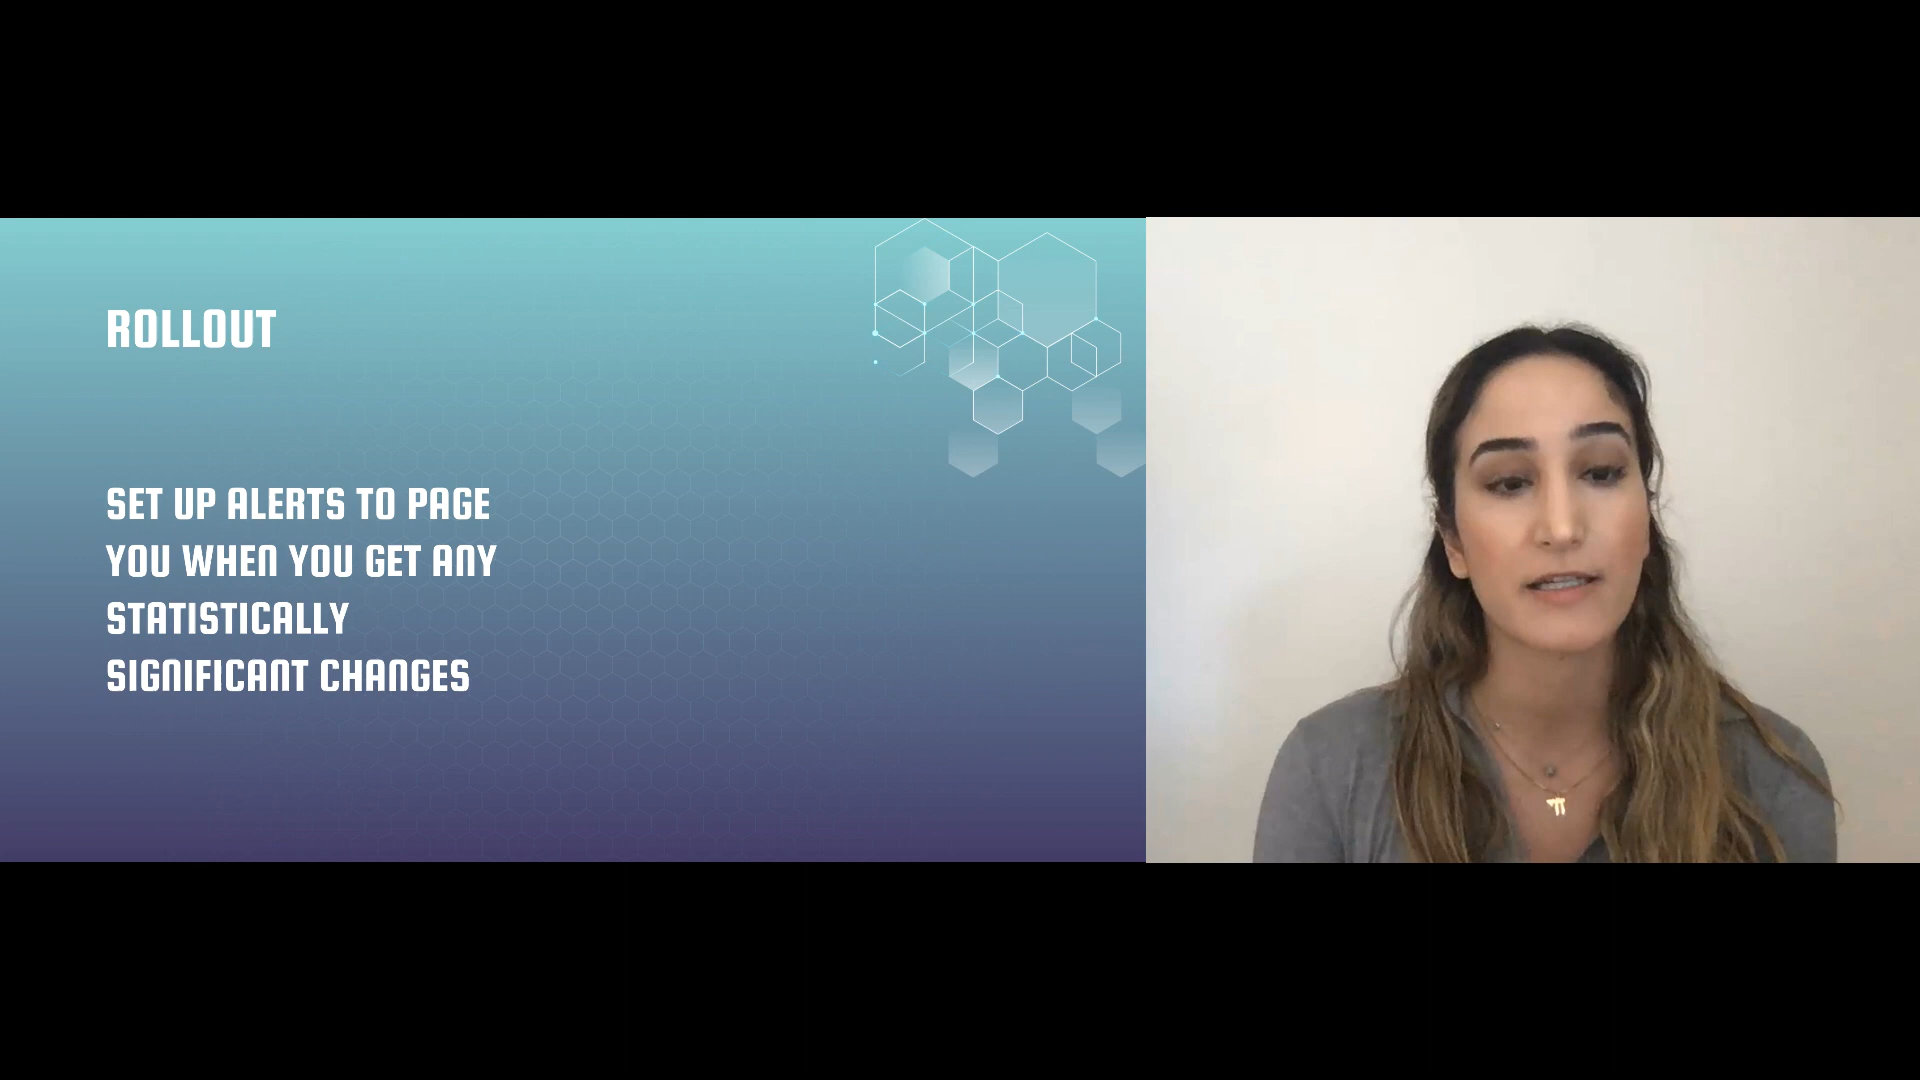 ROLLOUT
SET UP ALERTS TO PAGE
YOU WHEN YOU GET ANY
STATISTICALLY
SIGNIFICANT CHANGES